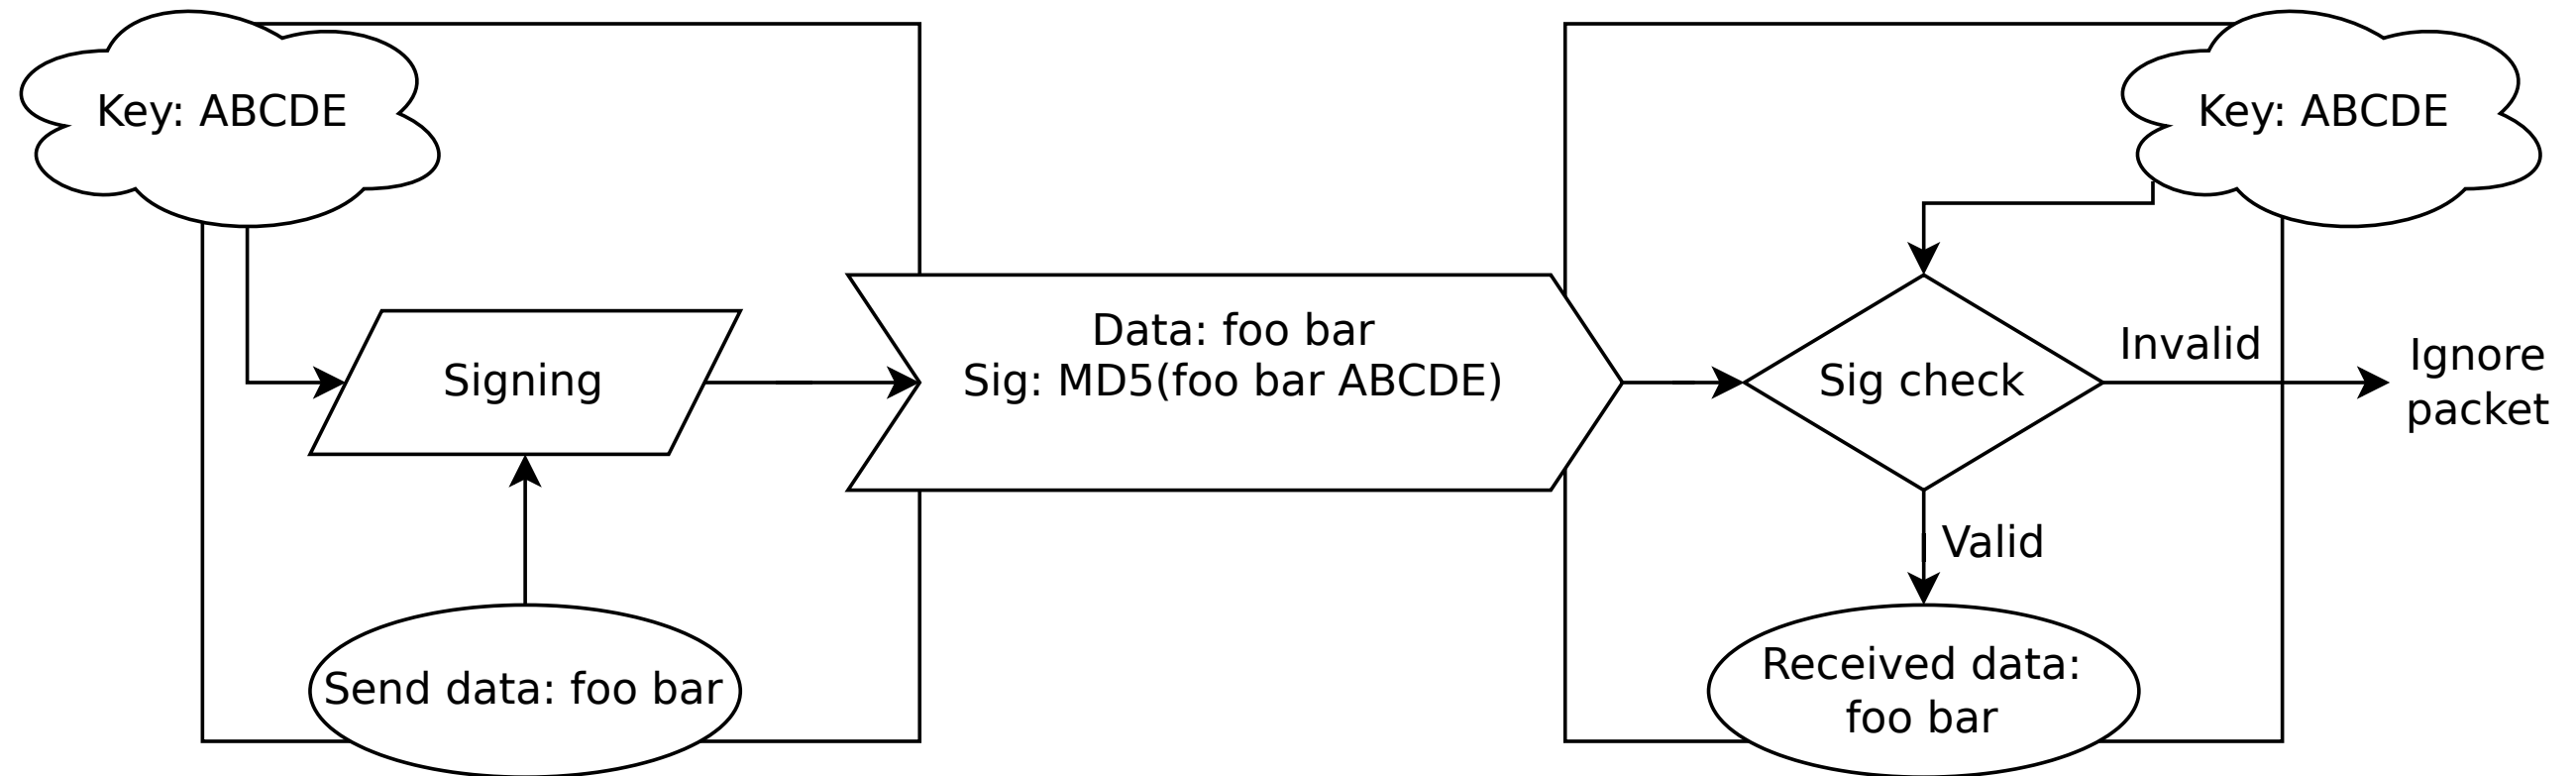 Key: ABCDE
Key: ABCDE
Data: foo bar
Sig: MD5(foo bar ABCDE)
Signing
Sig check
Invalid
Ignore
packet
Valid
Send data: foo bar
Received data:
foo bar